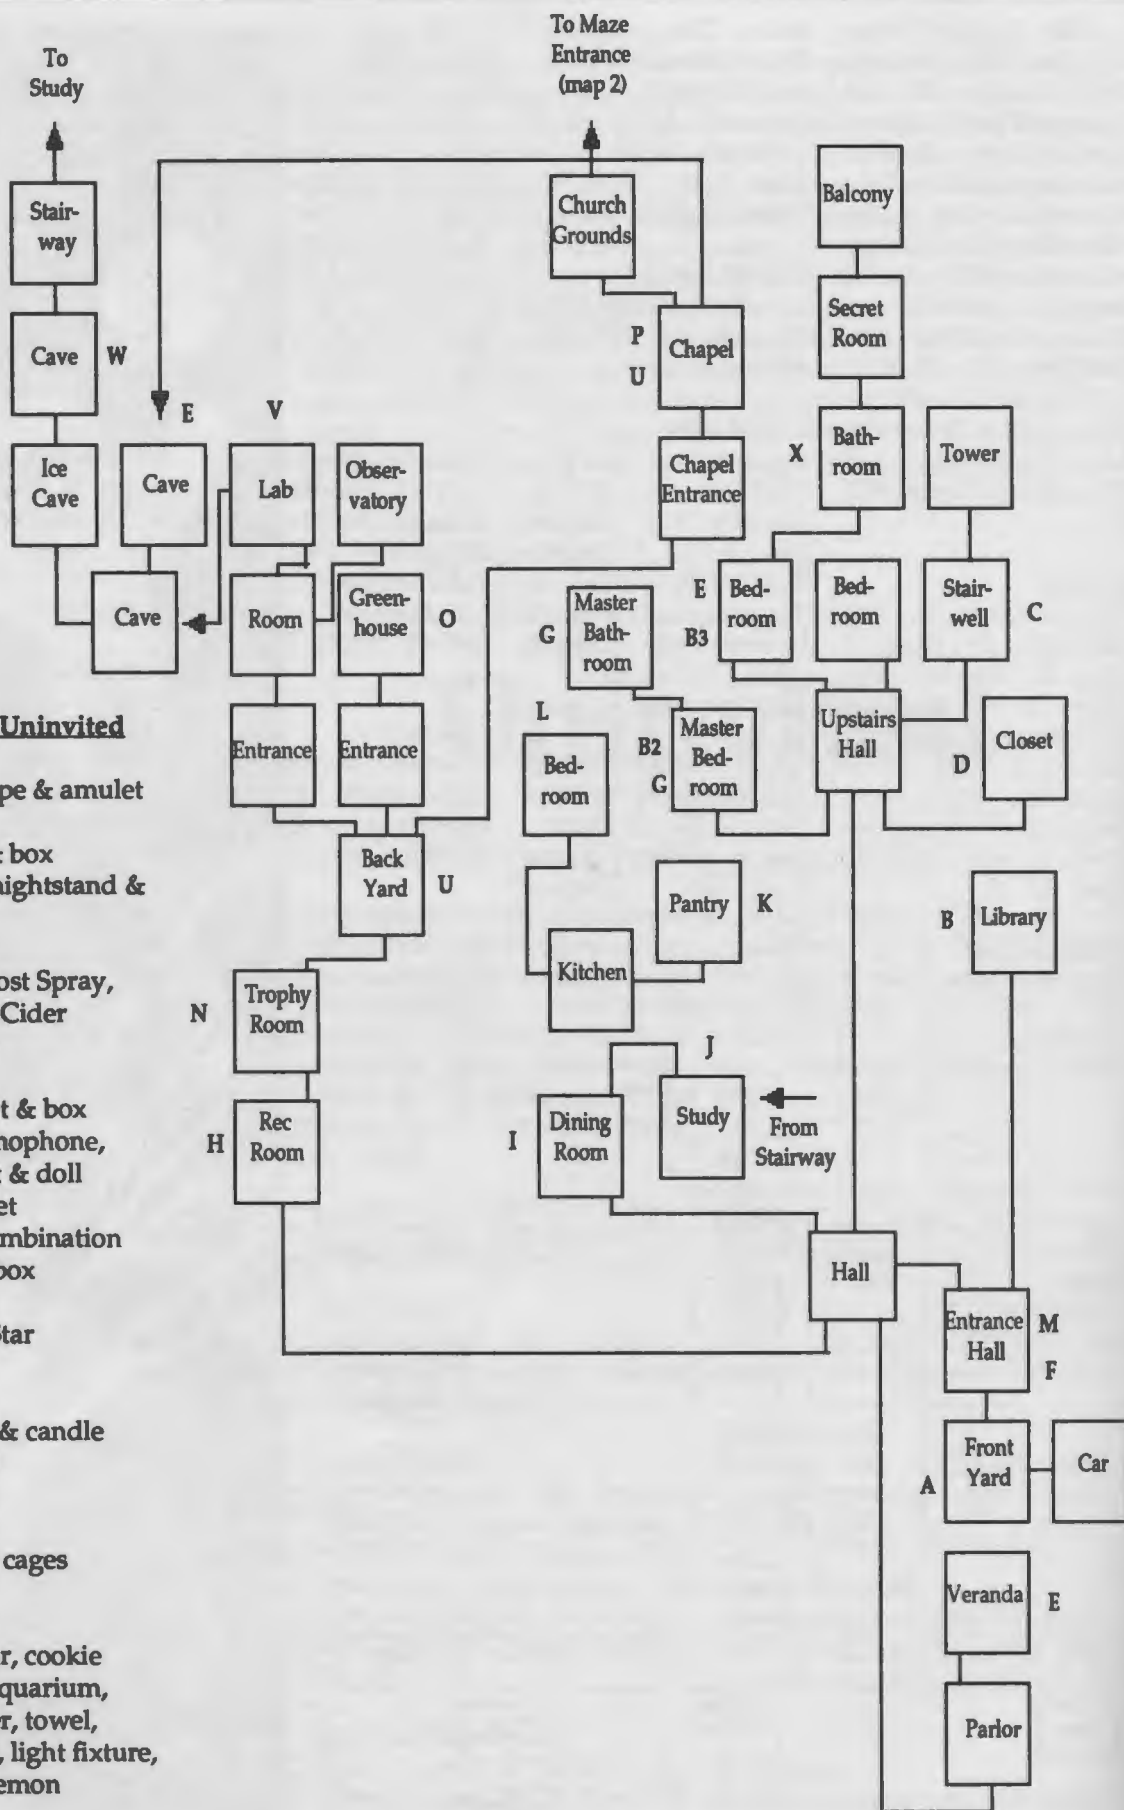 To Maze
Entrance
(map 2)
To
Study
Balcony
Stair-
way
Church
Grounds
Secret
Room
Cave
W
P
U
Chapel
E
V
X
Bath-
room
Tower
Ice
Cave
Cave
Lab
Obser-
vatory
Chapel
Entrance
Cave
Room
Green-
house
O
G
Master
Bath-
room
E
B3
Bed-
room
Bed-
room
Stair-
well
C
Uninvited
Entrance
Entrance
L
Bed-
room
B2
G
Master
Bed-
room
Upstairs
Hall
D
Closet
pe & amulet
box
nightstand &
Back
Yard
U
Pantry
K
B
Library
ost Spray,
Cider
N
Trophy
Room
Kitchen
J
t & box
nophone,
& doll
et
mbination
box
H
Rec
Room
I
Dining
Room
Study
From
Stairway
Star
Hall
Entrance
Hall
M
F
& candle
A
Front
Yard
Car
cages
Veranda
E
r, cookie
quarium,
er, towel,
, light fixture,
emon
Parlor